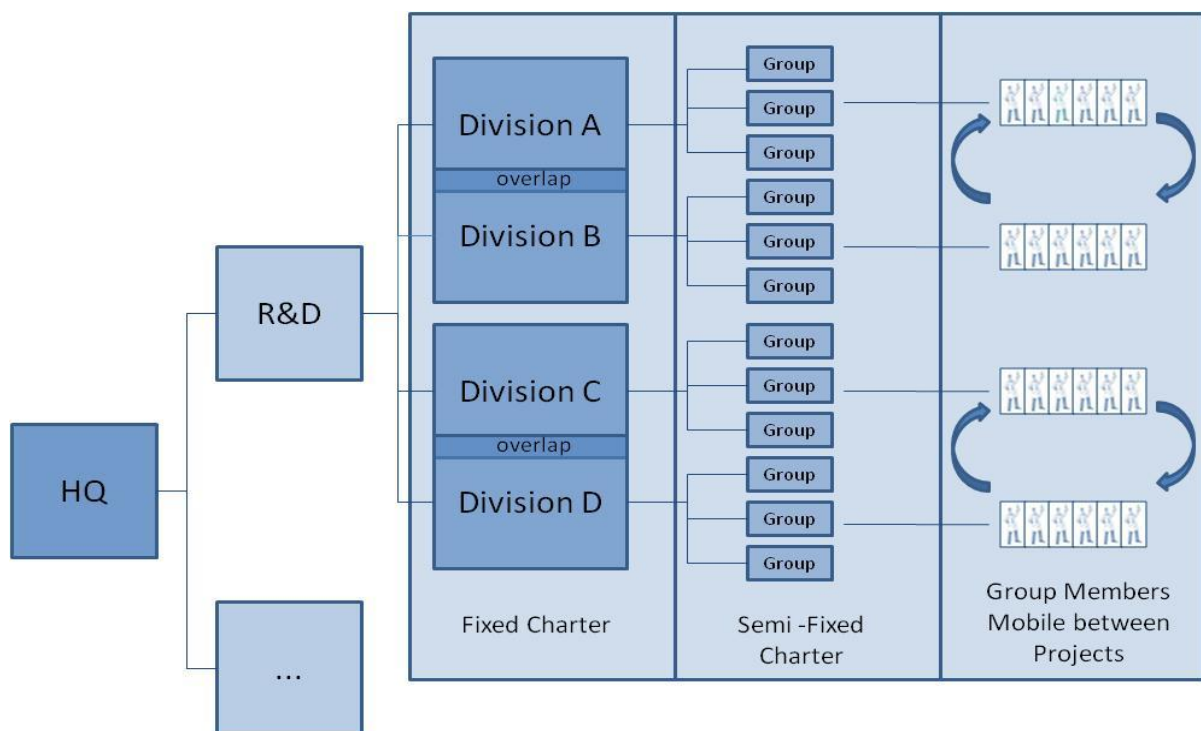 HQ
R&D
...
Division A
overlap
Division B
Division C
overlap
Division D
Fixed Charter
Group
Group
Group
Group
Group
Group
Group
Group
Group
Group
Group
Group
Semi -Fixed
Charter
Group Members
Mobile between
Projects